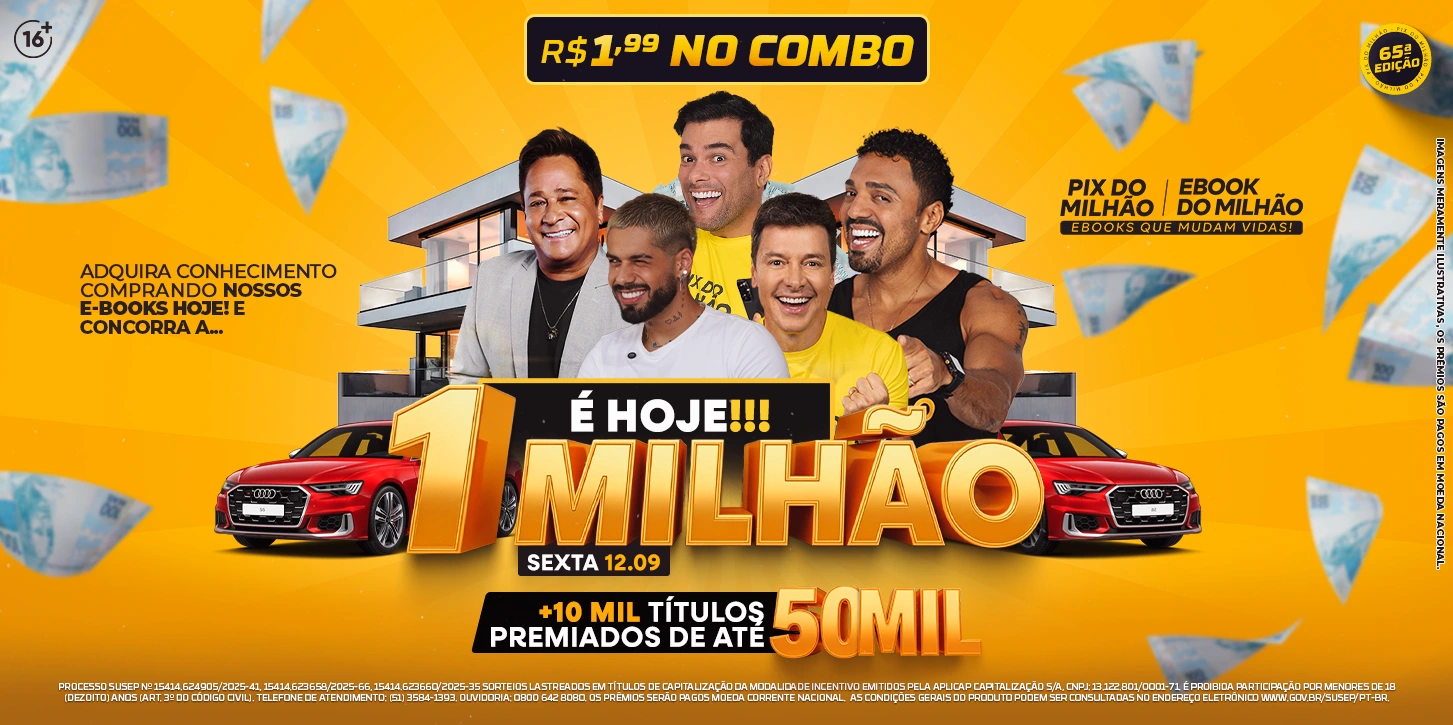 16+
R$1,99 NO COMBO
65ª
EDIÇÃO
PIX DO
MILHÃO
EBOOK
DO MILHÃO
EBOOKS QUE MUDAM VIDAS!
ADQUIRA CONHECIMENTO
COMPRANDO NOSSOS
E-BOOKS HOJE! E
CONCORRA A...
PIX DO
É HOJE!!!
1 MILHÃO
SEXTA 12.09
+10 MIL TÍTULOS
PREMIADOS DE ATÉ
50MIL
IMAGENS MERAMENTE ILUSTRATIVAS, OS PRÊMIOS SÃO PAGOS EM MOEDA NACIONAL.
PROCESSO SUSEP Nº 15414.624905/2025-41, 15414.623658/2025-66, 15414.623660/2025-35 SORTEIOS LASTREADOS EM TÍTULOS DE CAPITALIZAÇÃO DA MODALIDADE INCENTIVO EMITIDOS PELA APLICAP CAPITALIZAÇÃO S/A, CNPJ: 13.122.801/0001-71. É PROIBIDA PARTICIPAÇÃO POR MENORES DE 18
(DEZOITO) ANOS (ART. 3º DO CÓDIGO CIVIL). TELEFONE DE ATENDIMENTO: (51) 3584-1393. OUVIDORIA: 0800 642 8080. OS PRÊMIOS SERÃO PAGOS MOEDA CORRENTE NACIONAL. AS CONDIÇÕES GERAIS DO PRODUTO PODEM SER CONSULTADAS NO ENDEREÇO ELETRÔNICO WWW.GOV.BR/SUSEP/PT-BR.